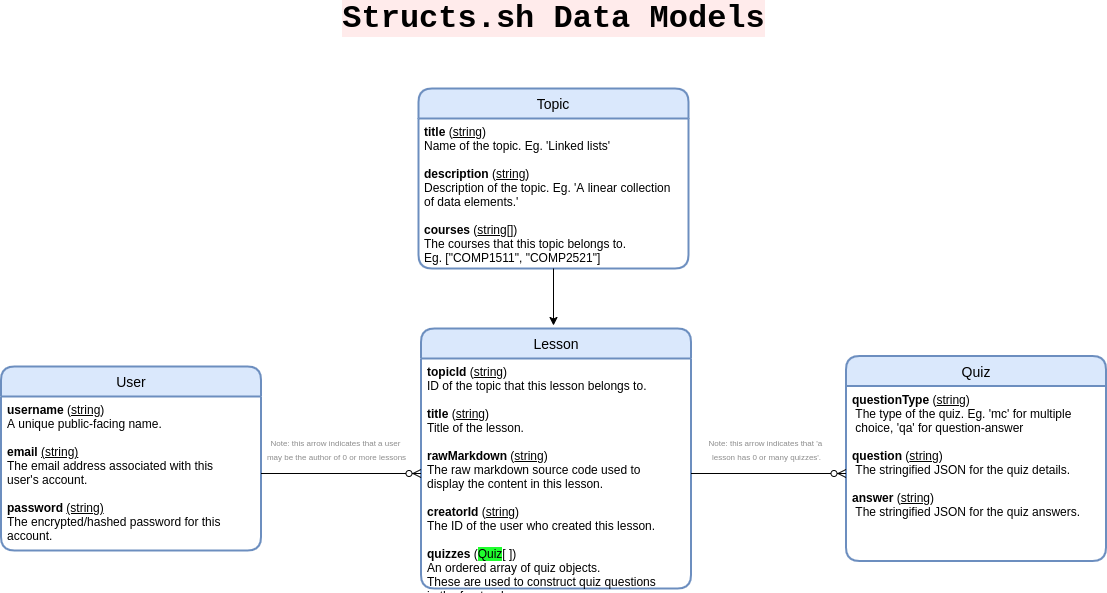 Structs.sh Data Models
Topic
title (string)
Name of the topic. Eg. 'Linked lists'
description (string)
Description of the topic. Eg. 'A linear collection
of data elements.'
courses (string[])
The courses that this topic belongs to.
Eg. ["COMP1511", "COMP2521"]
User
username (string)
A unique public-facing name.
email (string)
The email address associated with this
user's account.
password (string)
The encrypted/hashed password for this
account.
Note: this arrow indicates that a user
may be the author of 0 or more lessons
Lesson
topicId (string)
ID of the topic that this lesson belongs to.
title (string)
Title of the lesson.
rawMarkdown (string)
The raw markdown source code used to
display the content in this lesson.
creatorId (string)
The ID of the user who created this lesson.
quizzes (Quiz[ ])
An ordered array of quiz objects.
These are used to construct quiz questions
Note: this arrow indicates that 'a
lesson has 0 or many quizzes'.
Quiz
questionType (string)
The type of the quiz. Eg. 'mc' for multiple
choice, 'qa' for question-answer
question (string)
The stringified JSON for the quiz details.
answer (string)
The stringified JSON for the quiz answers.